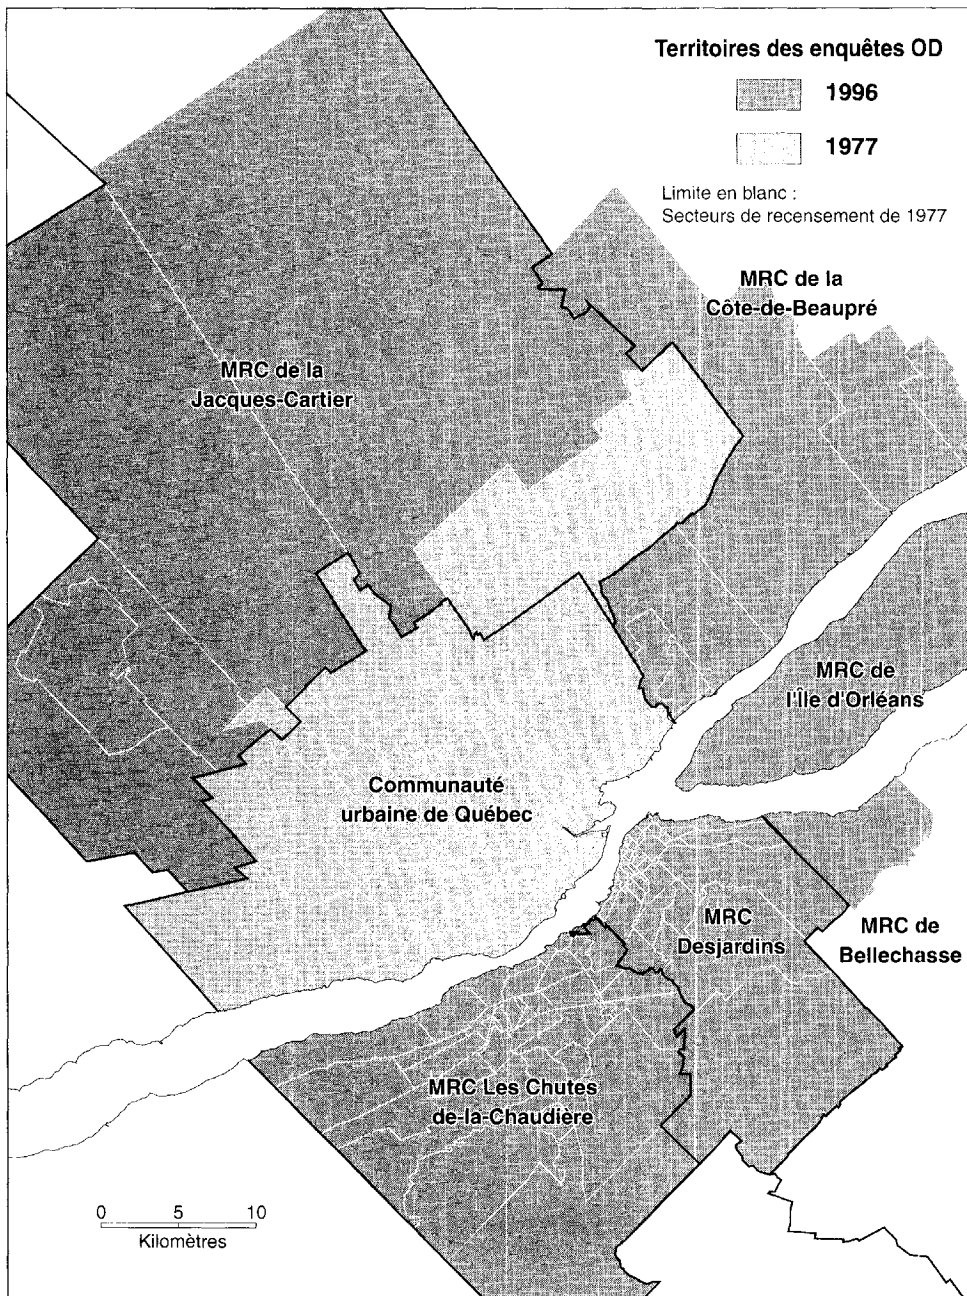 Territoires des enquêtes OD
1996
1977
Limite en blanc :
Secteurs de recensement de 1977
MRC de la
Côte-de-Beaupré
MRC de la
Jacques-Cartier
MRC de
l'Île d'Orléans
Communauté
urbaine de Québec
MRC
Desjardins
MRC de
Bellechasse
MRC Les Chutes
de-la-Chaudière
0 5 10
Kilomètres